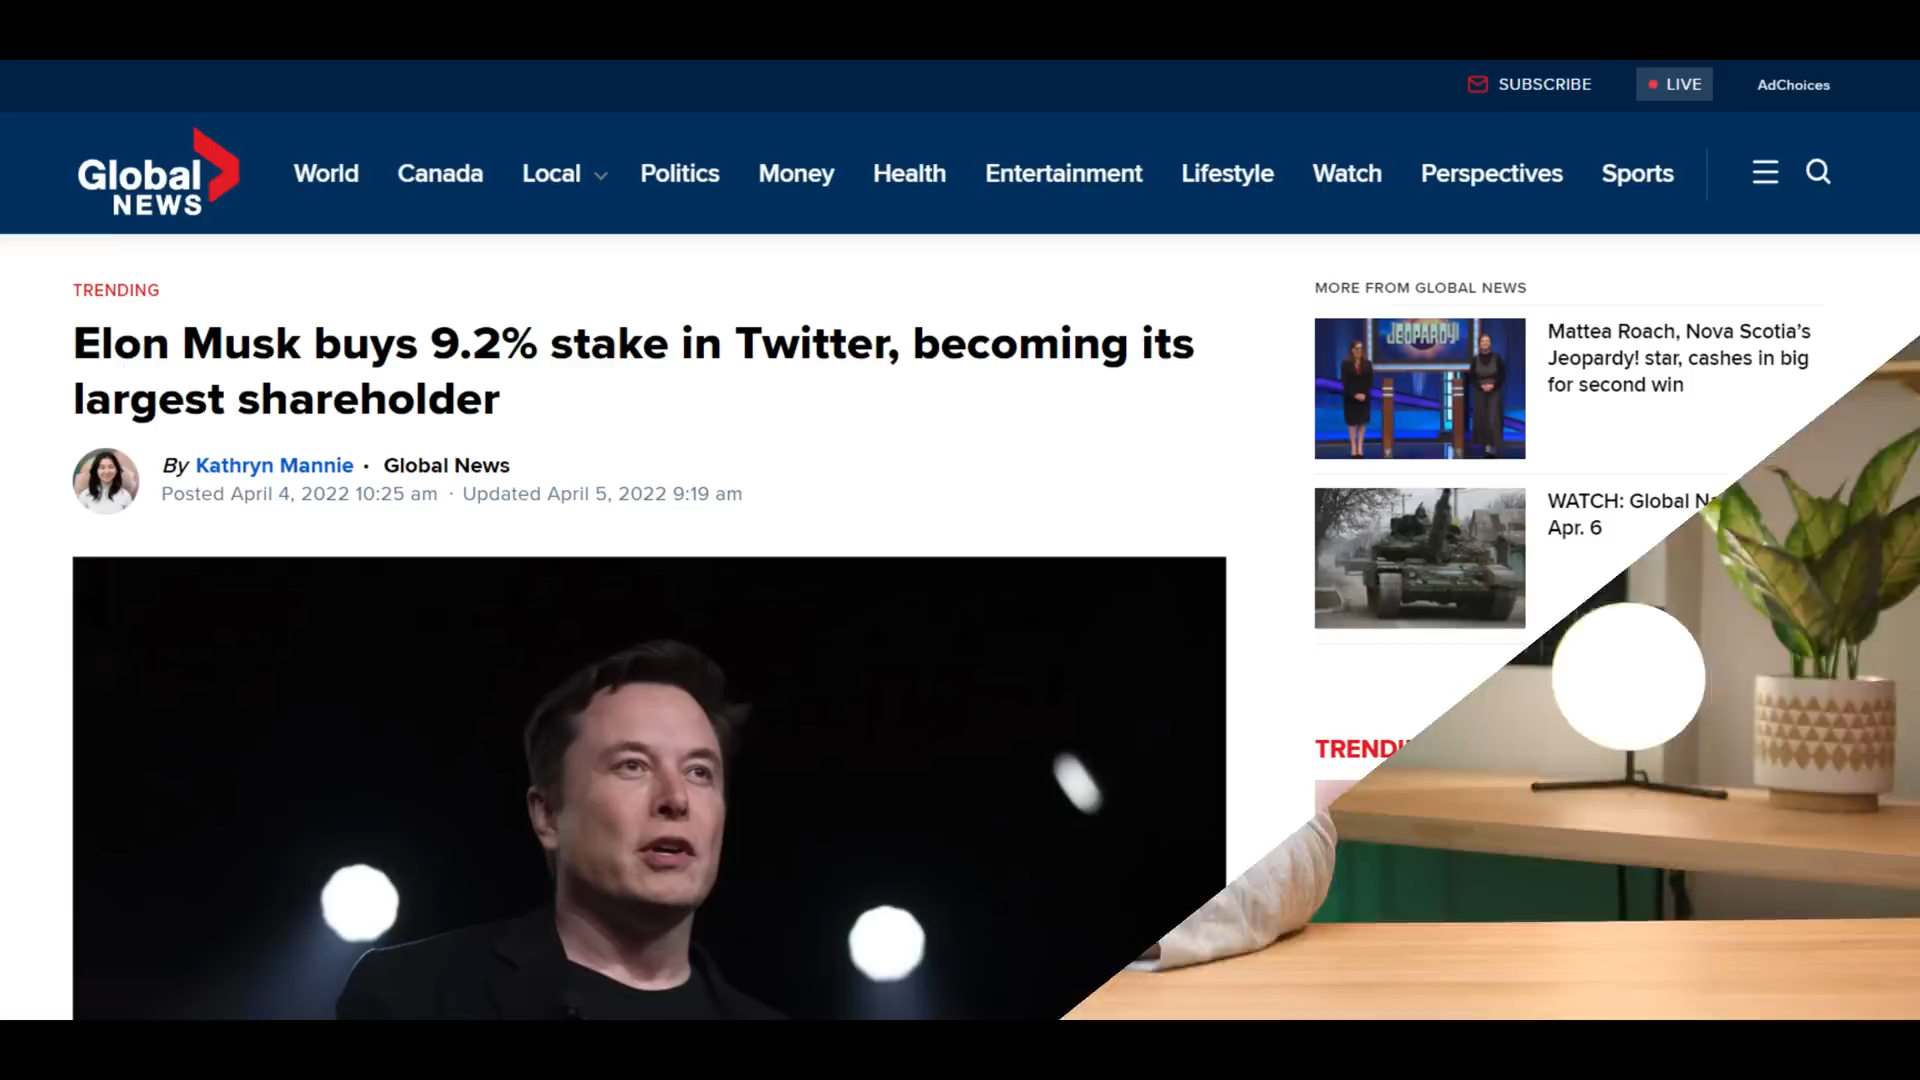 SUBSCRIBE
LIVE
AdChoices
Global
NEWS
World Canada Local Politics Money Health Entertainment Lifestyle Watch Perspectives Sports
TRENDING
Elon Musk buys 9.2% stake in Twitter, becoming its
largest shareholder
By Kathryn Mannie • Global News
Posted April 4, 2022 10:25 am · Updated April 5, 2022 9:19 am
MORE FROM GLOBAL NEWS
JEOPARDY!
Mattea Roach, Nova Scotia's
Jeopardy! star, cashes in big
for second win
WATCH: Global
Apr. 6